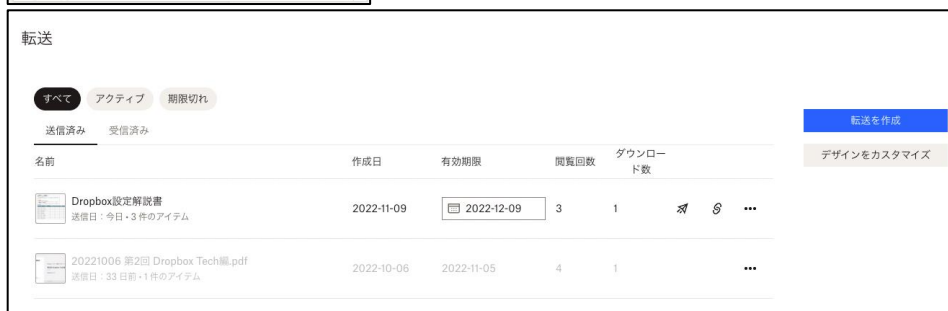 転送
すべて アクティブ 期限切れ
送信済み 受信済み
転送を作成
デザインをカスタマイズ
名前 作成日 有効期限 閲覧回数 ダウンロー
ド数
Dropbox設定解説書
送信日：今日・3 件のアイテム
2022-11-09 2022-12-09 3 1
20221006 第2回 Dropbox Tech編.pdf
送信日：33 日前・1 件のアイテム
2022-10-06 2022-11-05 4 1